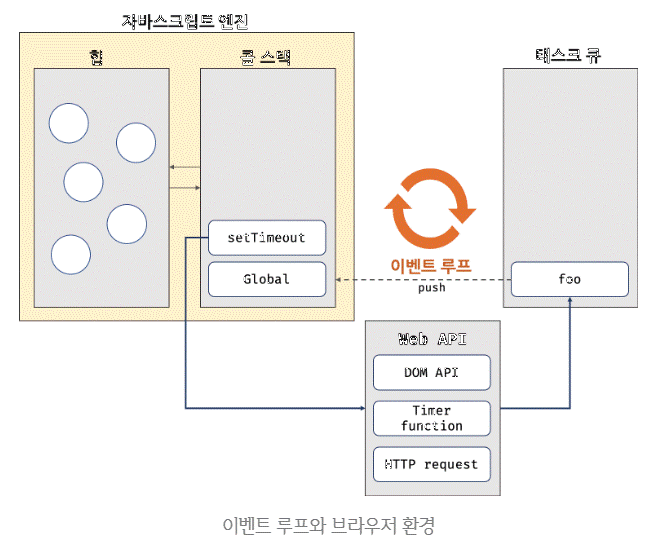 자바스크립트 엔진
힙
콜 스택
태스크 큐
setTimeout
Global
이벤트 루프
push
foo
Web API
DOM API
Timer
function
HTTP request
이벤트 루프와 브라우저 환경